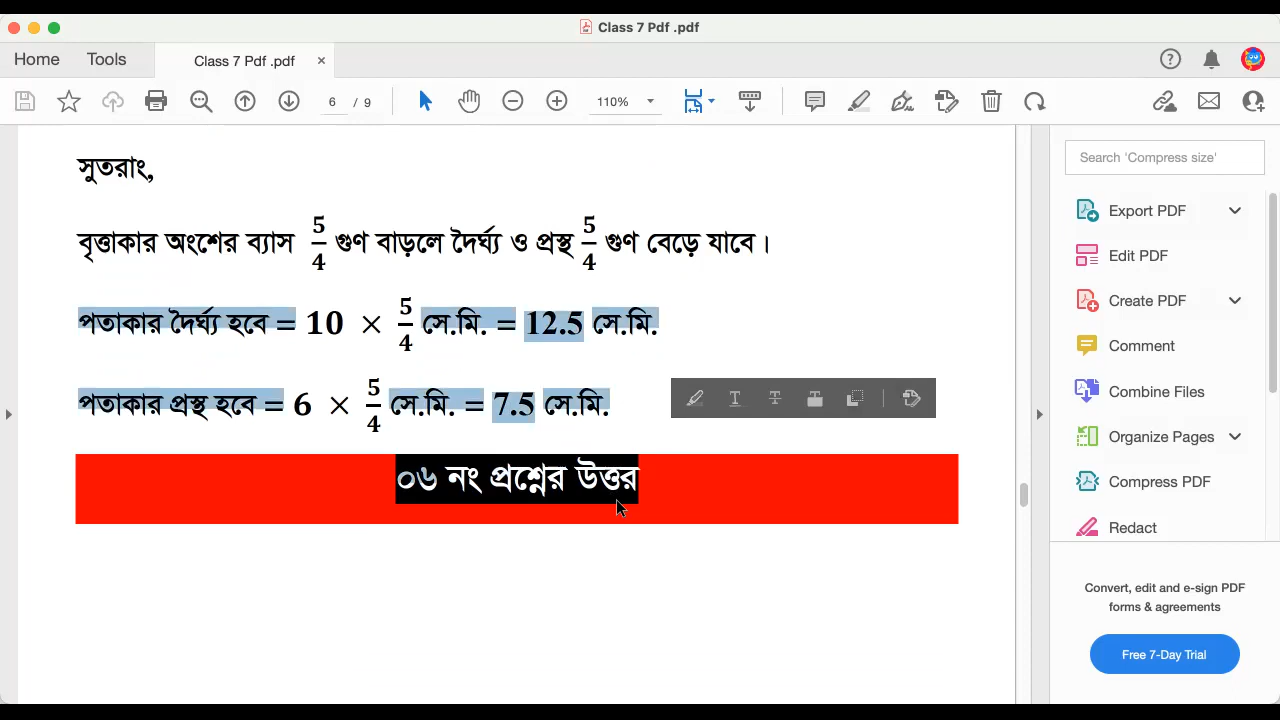 Class 7 Pdf .pdf
Home Tools Class 7 Pdf .pdf ×
6 / 9 110%
সুতরাং,
বৃত্তাকার অংশের ব্যাস 5/4 গুণ বাড়লে দৈর্ঘ্য ও প্রস্থ 5/4 গুণ বেড়ে যাবে।
পতাকার দৈর্ঘ্য হবে = 10 × 5/4 সে.মি. = 12.5 সে.মি.
পতাকার প্রস্থ হবে = 6 × 5/4 সে.মি. = 7.5 সে.মি.
০৬ নং প্রশ্নের উত্তর
Search 'Compress size'
Export PDF
Edit PDF
Create PDF
Comment
Combine Files
Organize Pages
Compress PDF
Redact
Convert, edit and e-sign PDF
forms & agreements
Free 7-Day Trial